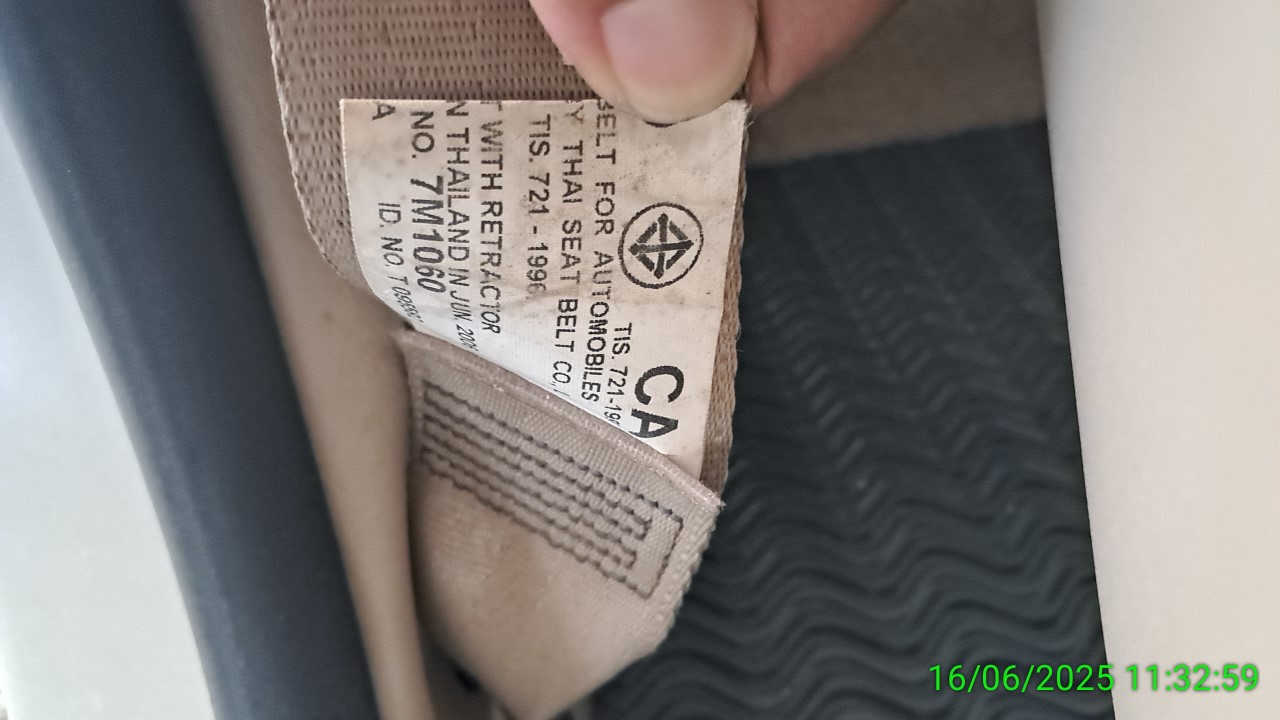 CA
TIS. 721-19
BELT FOR AUTOMOBILES
Y THAI SEAT BELT CO.,
TIS. 721 - 1996
T WITH RETRACTOR
N THAILAND IN JUN. 200
NO. 7M1060
A ID. NO. T
16/06/2025 11:32:59